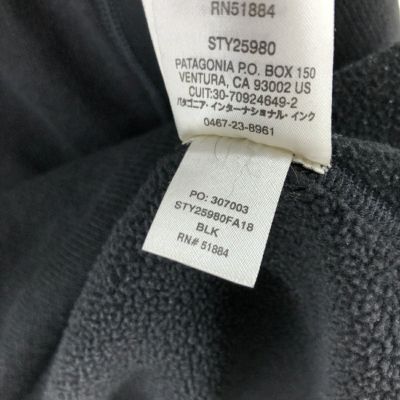 RN51884
STY25980
PATAGONIA P.O. BOX 150
VENTURA, CA 93002 US
CUIT:30-70924649-2
パタゴニア・インターナショナル・インク
0467-23-8961
PO: 307003
STY25980FA18
BLK
RN# 51884